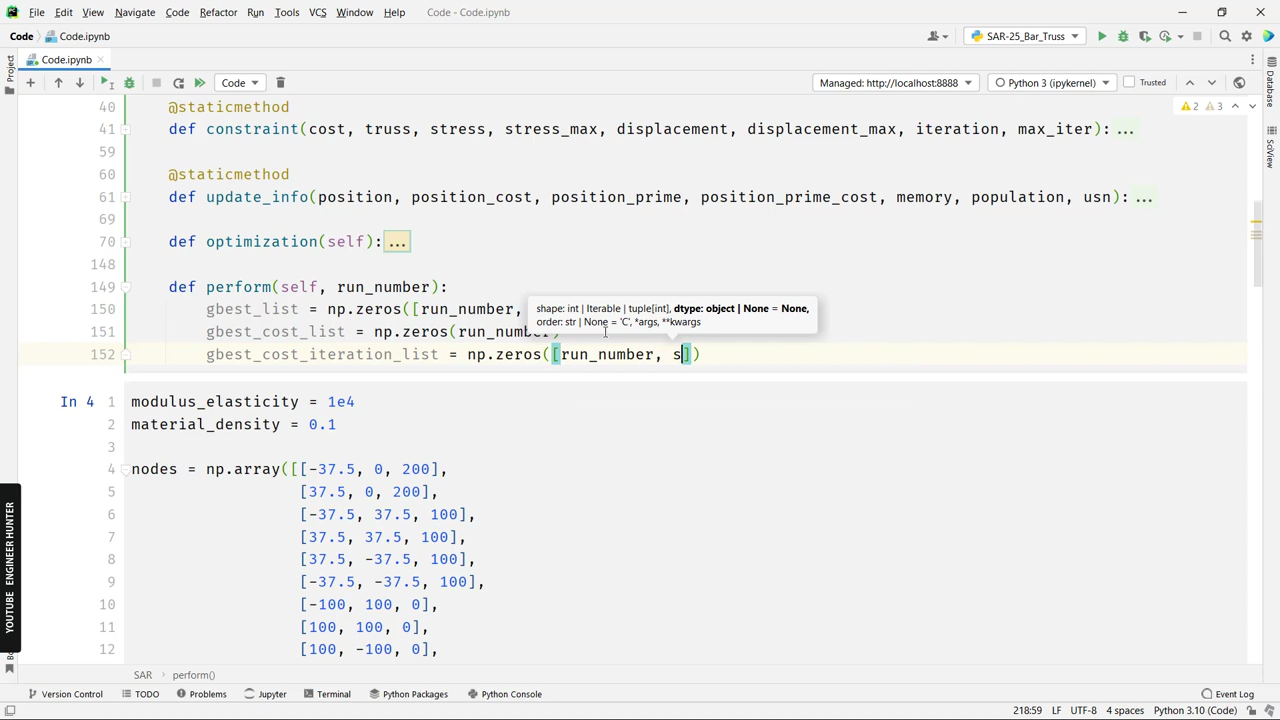 File Edit View Navigate Code Refactor Run Tools VCS Window Help Code - Code.ipynb
Code Code.ipynb SAR-25_Bar_Truss
Code.ipynb
Code Managed: http://localhost:8888 Python 3 (ipykernel) Trusted
Project
Database
SciView
2 3
40 @staticmethod
41 def constraint(cost, truss, stress, stress_max, displacement, displacement_max, iteration, max_iter):...
59
60 @staticmethod
61 def update_info(position, position_cost, position_prime, position_prime_cost, memory, population, usn):...
69
70 def optimization(self):...
148
149 def perform(self, run_number):
150 gbest_list = np.zeros([run_number,
151 gbest_cost_list = np.zeros(run_number)
152 gbest_cost_iteration_list = np.zeros([run_number, s])
shape: int | Iterable | tuple[int], dtype: object | None = None,
order: str | None = 'C', *args, **kwargs
In 4 1 modulus_elasticity = 1e4
2 material_density = 0.1
3
4 nodes = np.array([[-37.5, 0, 200],
5 [37.5, 0, 200],
6 [-37.5, 37.5, 100],
7 [37.5, 37.5, 100],
8 [37.5, -37.5, 100],
9 [-37.5, -37.5, 100],
10 [-100, 100, 0],
11 [100, 100, 0],
12 [100, -100, 0],
YOUTUBE ENGINEER HUNTER
SAR perform()
Version Control TODO Problems Jupyter Terminal Python Packages Python Console Event Log
218:59 LF UTF-8 4 spaces Python 3.10 (Code)